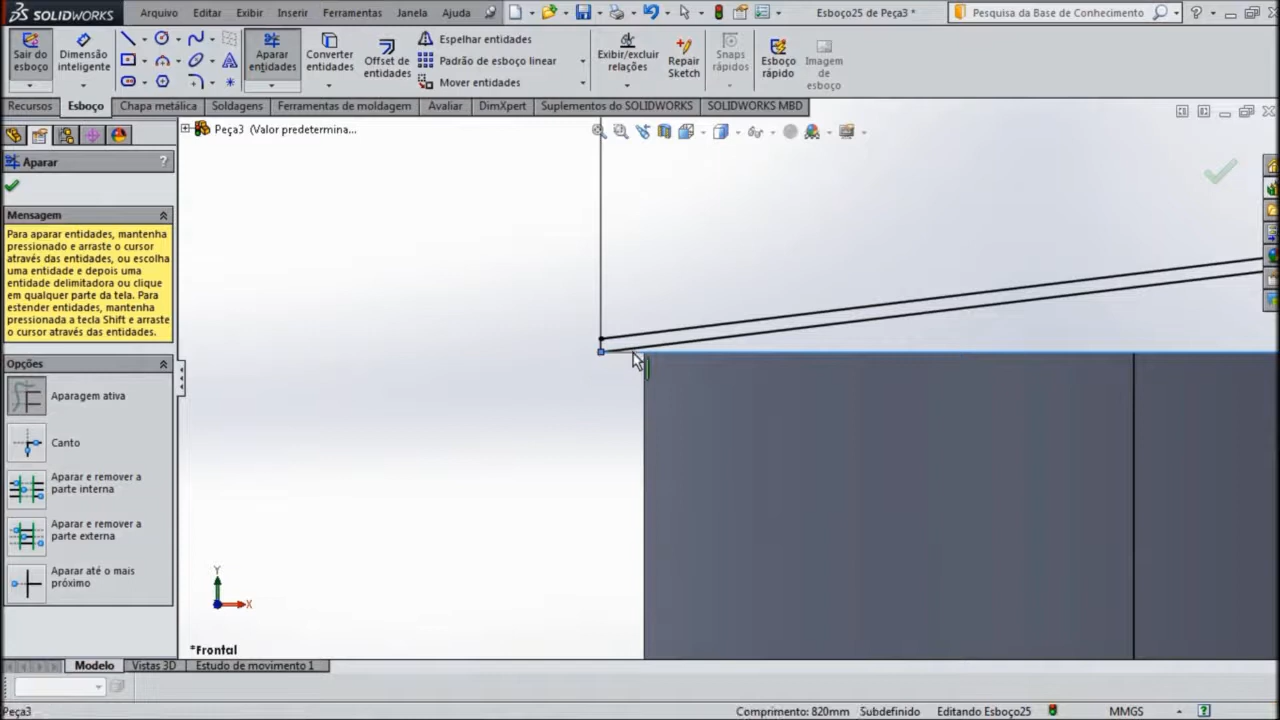 SOLIDWORKS
Arquivo
Editar
Exibir
Inserir
Ferramentas
Janela
Ajuda
Esboço25 de Peça3 *
Pesquisa da Base de Conhecimento
Sair do
esboço
Dimensão
inteligente
Aparar
entidades
Converter
entidades
Offset de
entidades
Espelhar entidades
Padrão de esboço linear
Mover entidades
Exibir/excluir
relações
Repair
Sketch
Snaps
rápidos
Esboço
rápido
Imagem
de
esboço
Recursos
Esboço
Chapa metálica
Soldagens
Ferramentas de moldagem
Avaliar
DimXpert
Suplementos do SOLIDWORKS
SOLIDWORKS MBD
Peça3 (Valor predetermina...
Aparar
?
Mensagem
Para aparar entidades, mantenha
pressionado e arraste o cursor
através das entidades, ou escolha
uma entidade e depois uma
entidade delimitadora ou clique
em qualquer parte da tela. Para
estender entidades, mantenha
pressionada a tecla Shift e arraste
o cursor através das entidades.
Opções
Aparagem ativa
Canto
Aparar e remover a
parte interna
Aparar e remover a
parte externa
Aparar até o mais
próximo
Y
X
*Frontal
Modelo
Vistas 3D
Estudo de movimento 1
Peça3
Comprimento: 820mm
Subdefinido
Editando Esboço25
MMGS
?